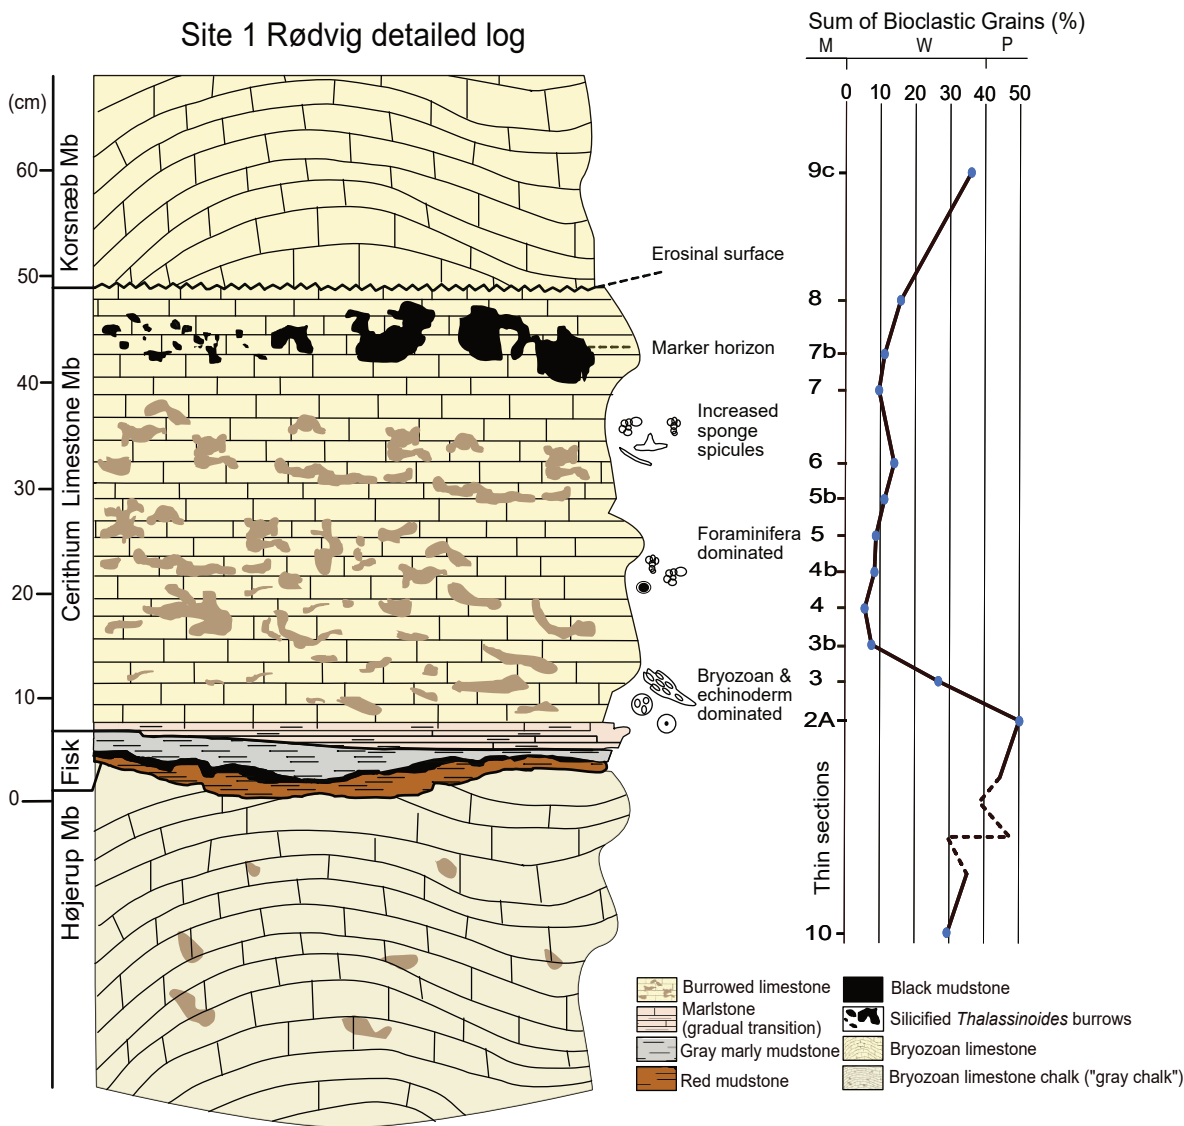 Site 1 Rødvig detailed log
Sum of Bioclastic Grains (%)
M W P
0 10 20 30 40 50
(cm)
60
50
40
30
20
10
0
Korsnæb Mb
Cerithium Limestone Mb
Fisk
Højerup Mb
Erosinal surface
Marker horizon
Increased
sponge
spicules
Foraminifera
dominated
Bryozoan &
echinoderm
dominated
9c
8
7b
7
6
5b
5
4b
4
3b
3
2A
10
Thin sections
Burrowed limestone
Marlstone
(gradual transition)
Gray marly mudstone
Red mudstone
Black mudstone
Silicified Thalassinoides burrows
Bryozoan limestone
Bryozoan limestone chalk ("gray chalk")